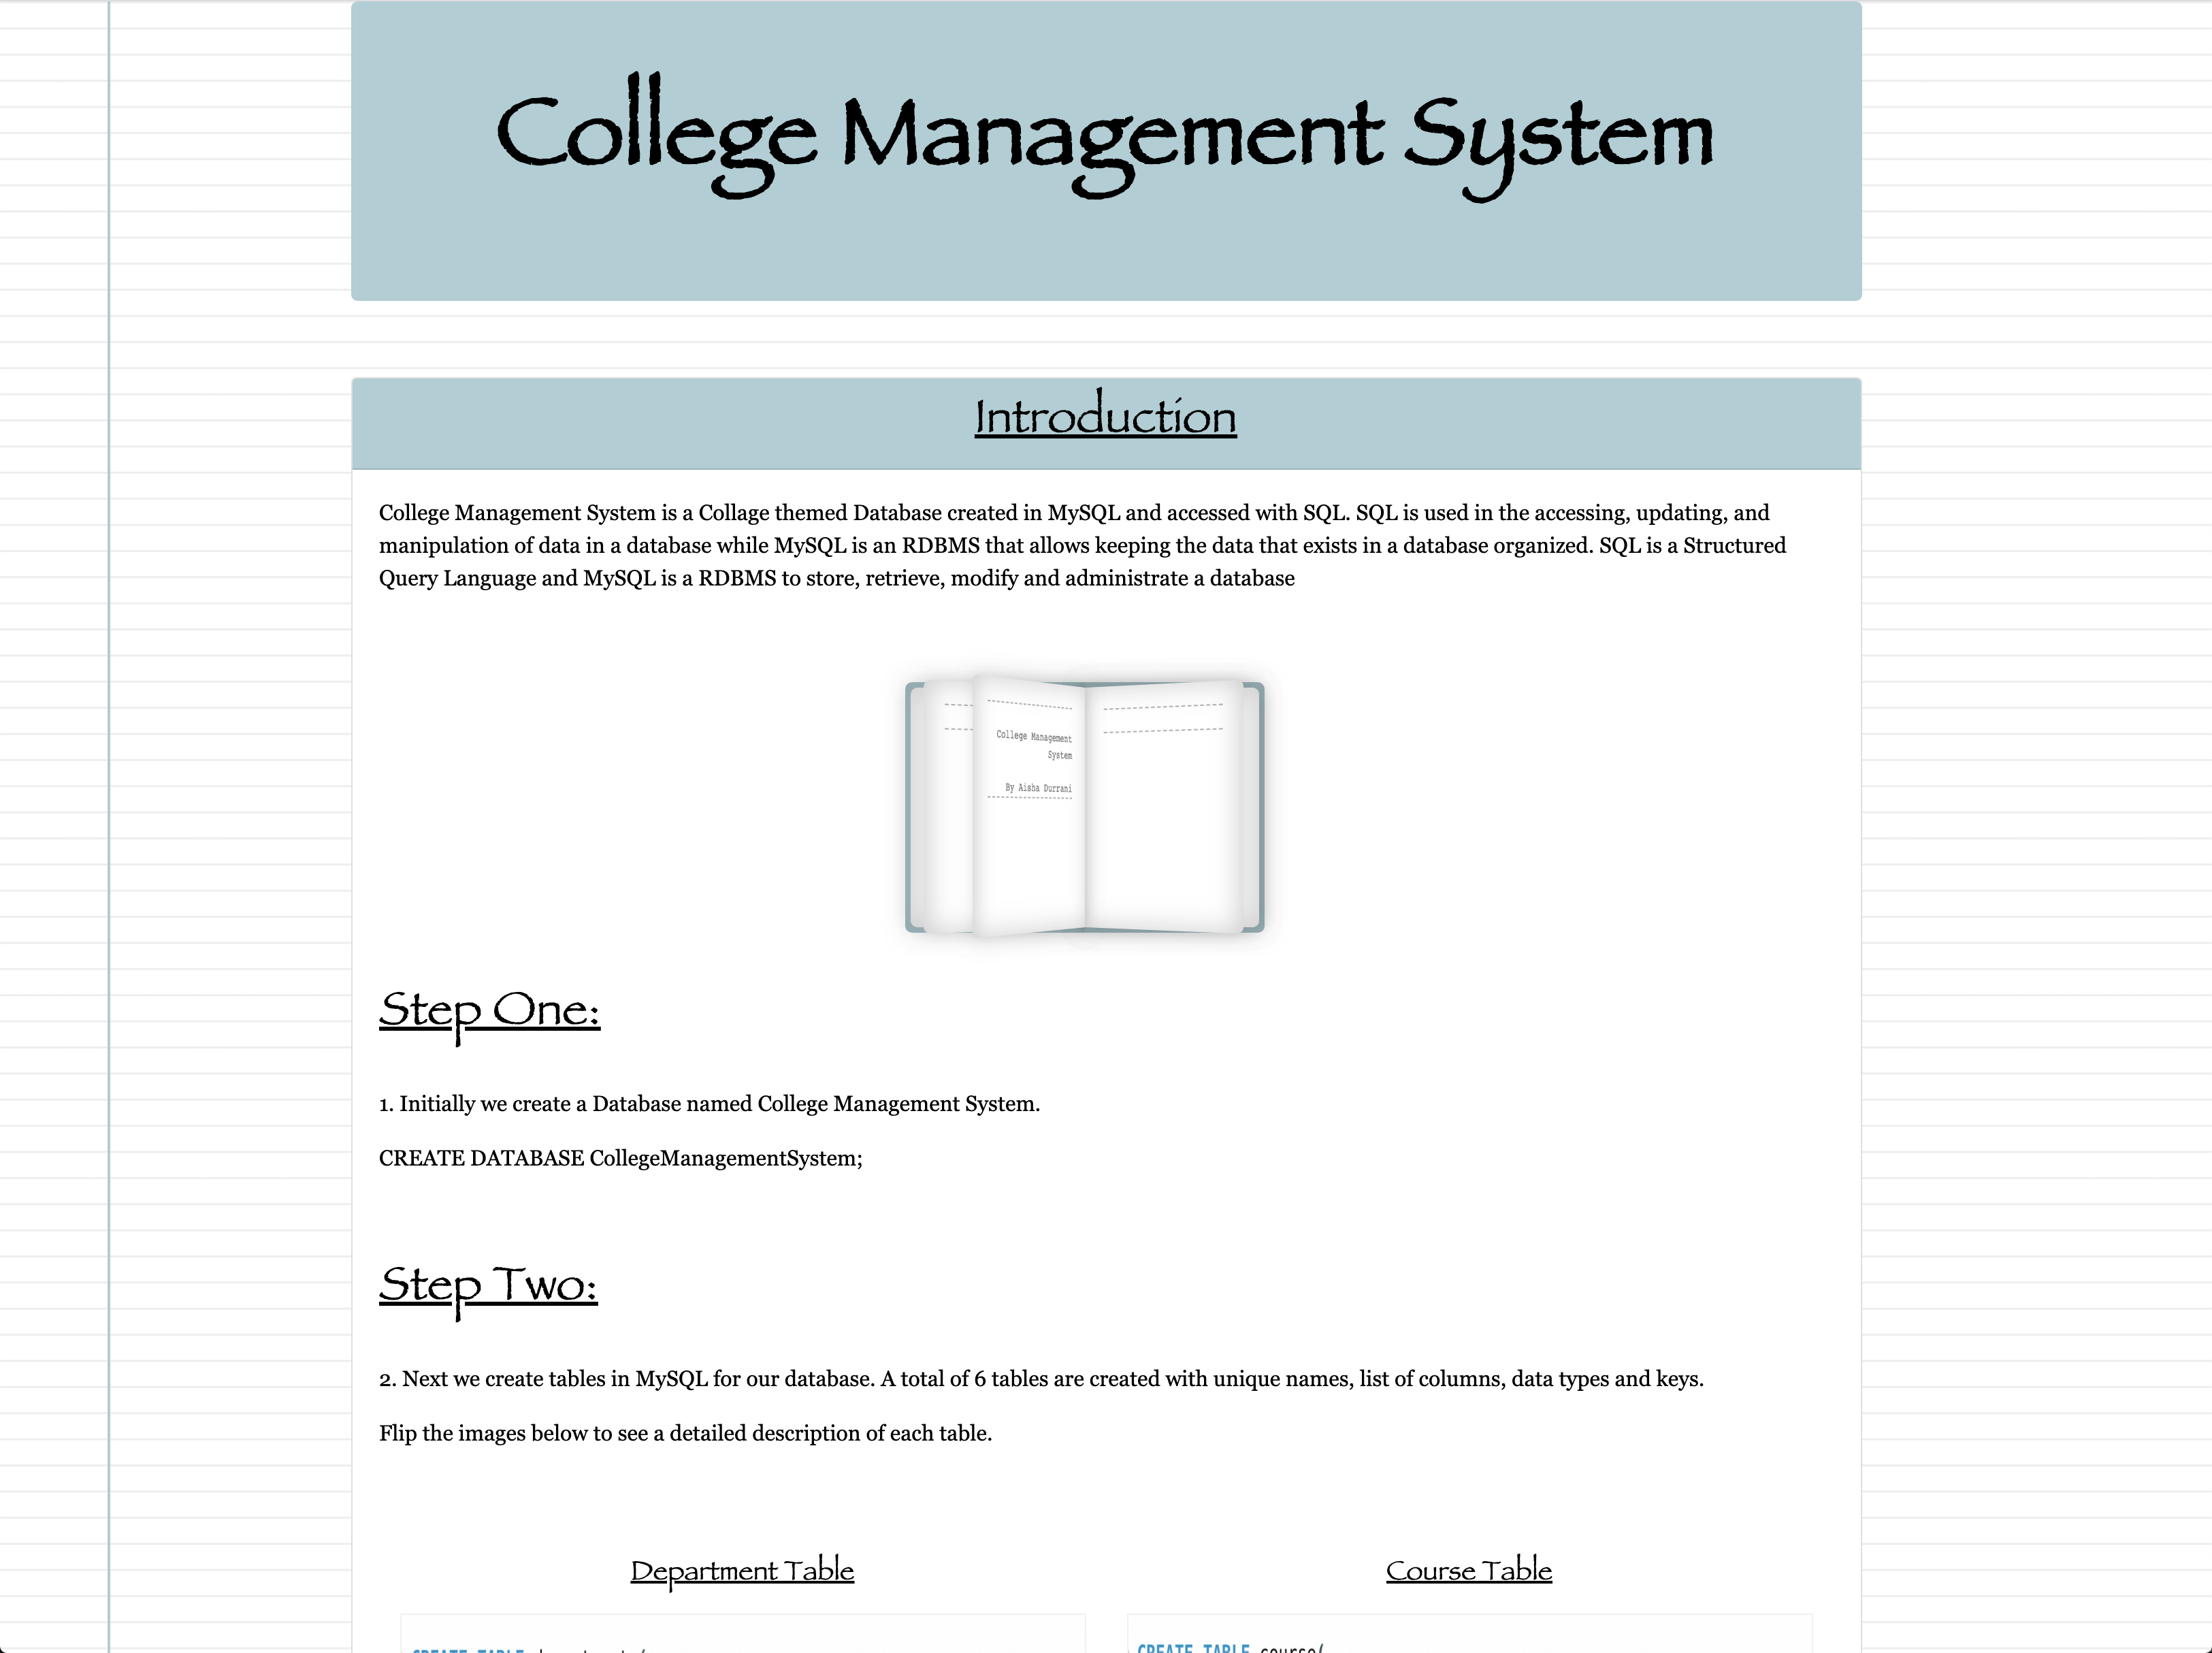 College Management System
Introduction
College Management System is a Collage themed Database created in MySQL and accessed with SQL. SQL is used in the accessing, updating, and
manipulation of data in a database while MySQL is an RDBMS that allows keeping the data that exists in a database organized. SQL is a Structured
Query Language and MySQL is a RDBMS to store, retrieve, modify and administrate a database
College Management
System
By Aisha Durrani
Step One:
1. Initially we create a Database named College Management System.
CREATE DATABASE CollegeManagementSystem;
Step Two:
2. Next we create tables in MySQL for our database. A total of 6 tables are created with unique names, list of columns, data types and keys.
Flip the images below to see a detailed description of each table.
Department Table
Course Table
CREATE TABLE
CREATE TABLE course(